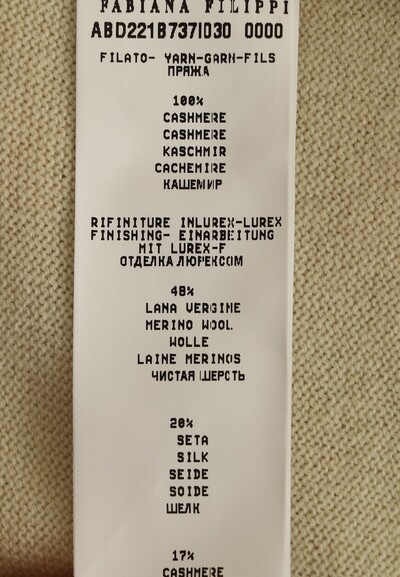 FABIANA FILIPPI
ABD221B737I030 0000
FILATO- YARN-GARN-FILS
ПРЯЖА
100%
CASHMERE
CASHMERE
KASCHMIR
CACHEMIRE
КАШЕМИР
RIFINITURE INLUREX-LUREX
FINISHING- EINARBEITUNG
MIT LUREX-F
ОТДЕЛКА ЛЮРЕКСОМ
48%
LANA VERGINE
MERINO WOOL
WOLLE
LAINE MERINOS
ЧИСТАЯ ШЕРСТЬ
20%
SETA
SILK
SEIDE
SOIDE
ШЕЛК
17%
CASHMERE